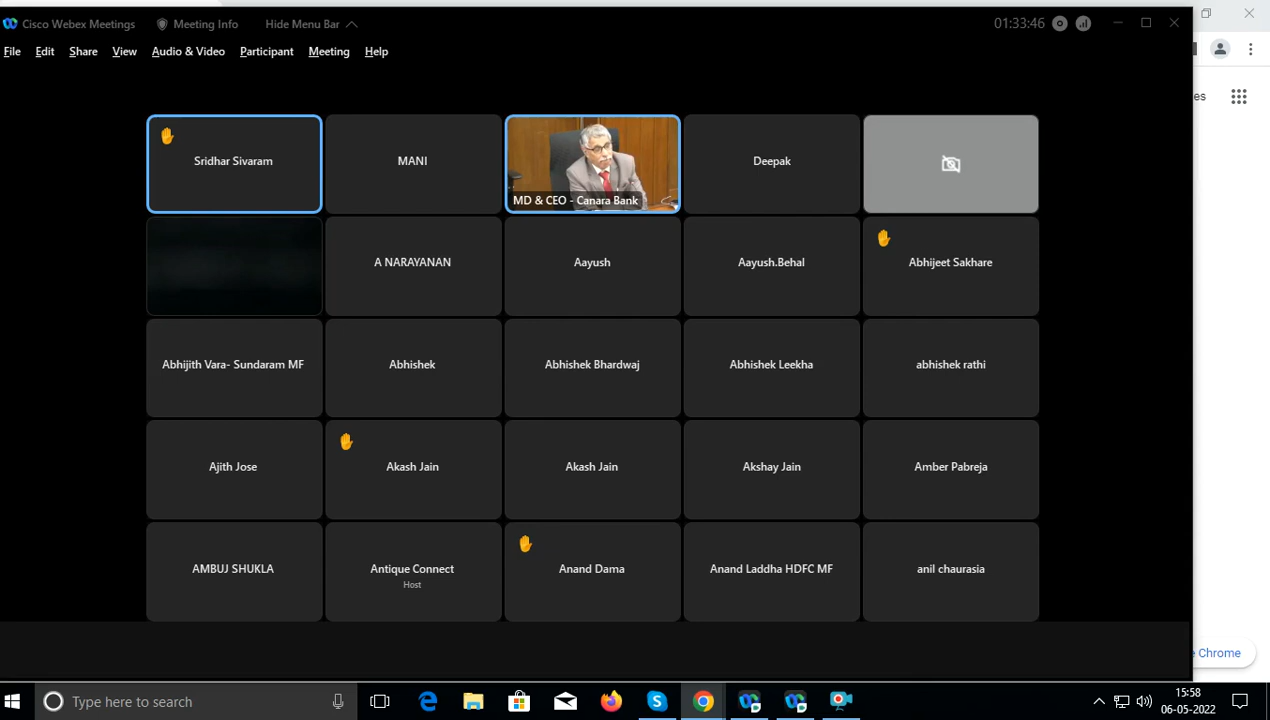 Cisco Webex Meetings
Meeting Info
Hide Menu Bar
01:33:46
File
Edit
Share
View
Audio & Video
Participant
Meeting
Help
es
Sridhar Sivaram
MANI
MD & CEO - Canara Bank
Deepak
A NARAYANAN
Aayush
Aayush.Behal
Abhijeet Sakhare
Abhijith Vara- Sundaram MF
Abhishek
Abhishek Bhardwaj
Abhishek Leekha
abhishek rathi
Ajith Jose
Akash Jain
Akash Jain
Akshay Jain
Amber Pabreja
AMBUJ SHUKLA
Antique Connect
Host
Anand Dama
Anand Laddha HDFC MF
anil chaurasia
e Chrome
Type here to search
15:58
06-05-2022